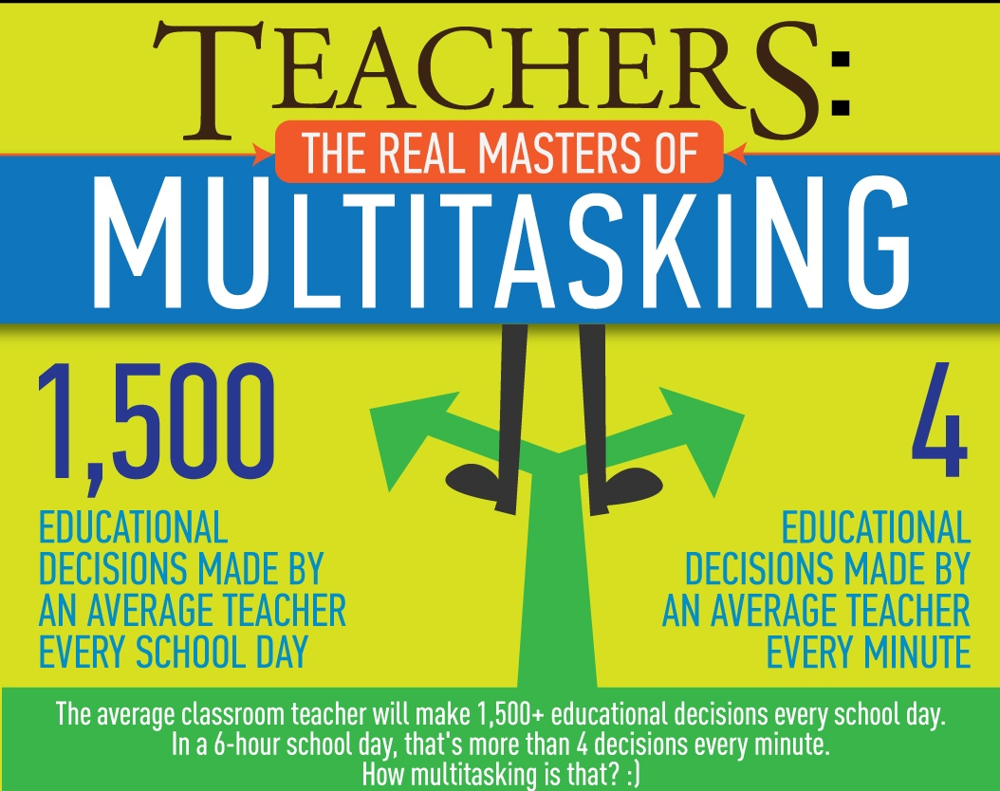 TEACHERS:
THE REAL MASTERS OF
MULTITASKING
1,500
EDUCATIONAL
DECISIONS MADE BY
AN AVERAGE TEACHER
EVERY SCHOOL DAY
4
EDUCATIONAL
DECISIONS MADE BY
AN AVERAGE TEACHER
EVERY MINUTE
The average classroom teacher will make 1,500+ educational decisions every school day.
In a 6-hour school day, that's more than 4 decisions every minute.
How multitasking is that? :)